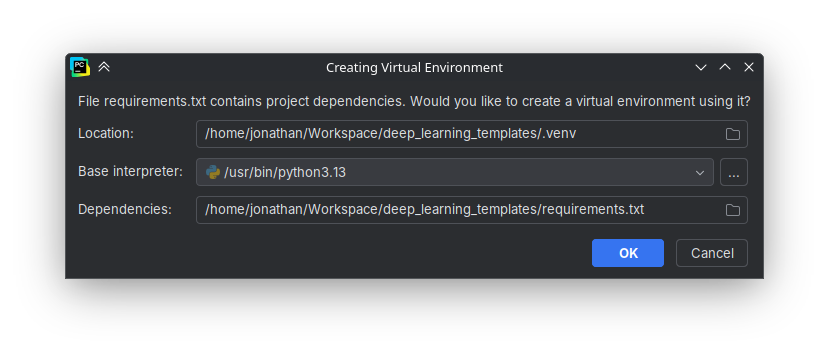 PC
Creating Virtual Environment
File requirements.txt contains project dependencies. Would you like to create a virtual environment using it?
Location: /home/jonathan/Workspace/deep_learning_templates/.venv
Base interpreter: /usr/bin/python3.13 ...
Dependencies: /home/jonathan/Workspace/deep_learning_templates/requirements.txt
OK Cancel